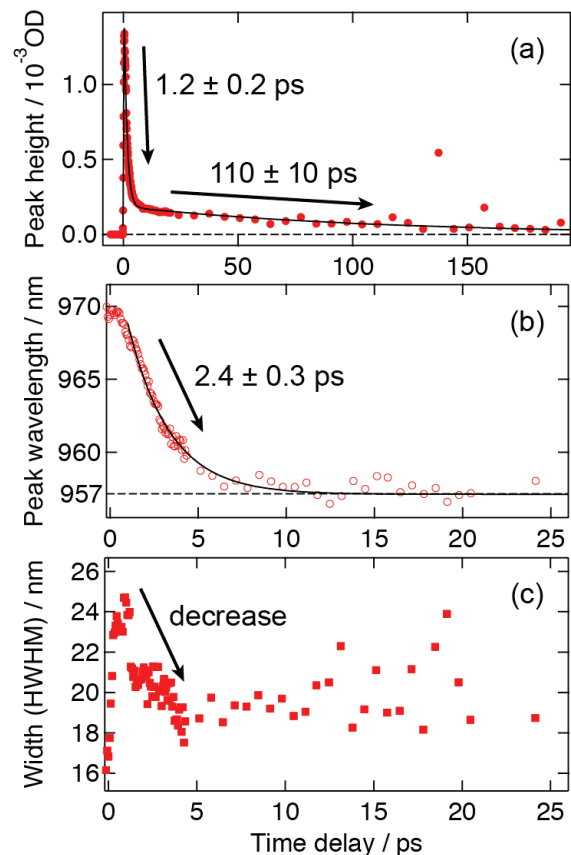 (a)
1.2 ± 0.2 ps
110 ± 10 ps
Peak height / 10⁻³OD
1.0
0.5
0.0
0 50 100 150
(b)
2.4 ± 0.3 ps
Peak wavelength / nm
970
965
960
957
0 5 10 15 20 25
(c)
decrease
Width (HWHM) / nm
26
24
22
20
18
16
0 5 10 15 20 25
Time delay / ps